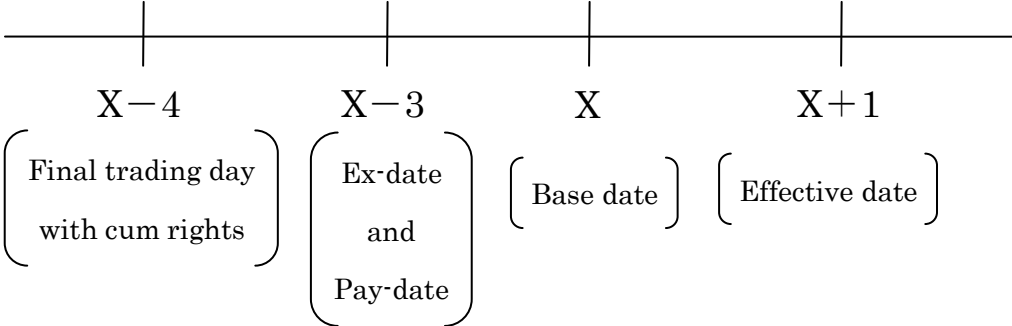 X－4
X－3
X
X＋1
Final trading day
with cum rights
Ex-date
and
Pay-date
Base date
Effective date